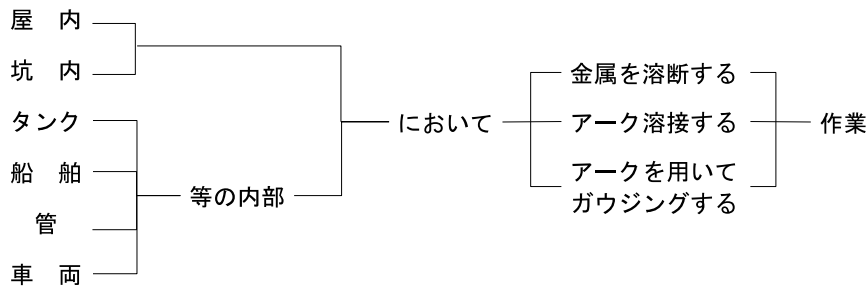 屋　内
坑　内
タンク
船　舶
管
車　両
等の内部
において
金属を溶断する
アーク溶接する
アークを用いて
ガウジングする
作業